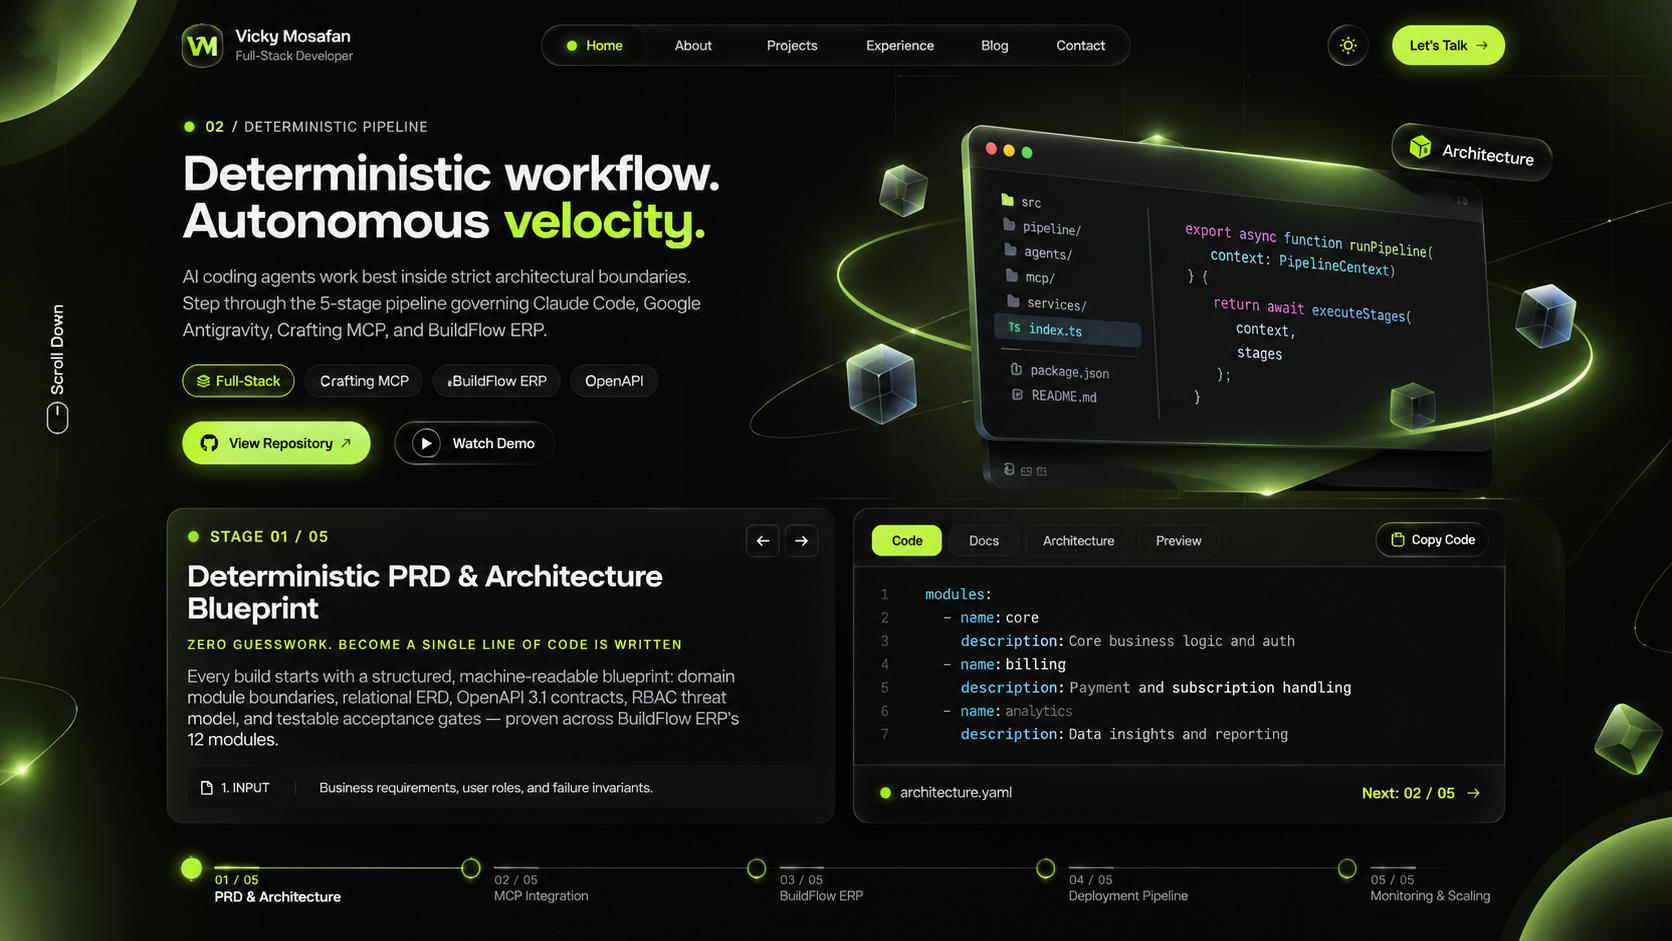 VM
Vicky Mosafan
Full-Stack Developer
Home
About
Projects
Experience
Blog
Contact
Let's Talk →
02 / DETERMINISTIC PIPELINE
Deterministic workflow.
Autonomous velocity.
AI coding agents work best inside strict architectural boundaries.
Step through the 5-stage pipeline governing Claude Code, Google
Antigravity, Crafting MCP, and BuildFlow ERP.
Full-Stack
Crafting MCP
BuildFlow ERP
OpenAPI
View Repository ↗
Watch Demo
Scroll Down
Architecture
src
pipeline/
agents/
mcp/
services/
TS index.ts
package.json
README.md
export async function runPipeline(
context: PipelineCentext)
} {
return await executeStages(
context,
stages
);
}
STAGE 01 / 05
← →
Deterministic PRD & Architecture
Blueprint
ZERO GUESSWORK. BECOME A SINGLE LINE OF CODE IS WRITTEN
Every build starts with a structured, machine-readable blueprint: domain
module boundaries, relational ERD, OpenAPI 3.1 contracts, RBAC threat
model, and testable acceptance gates — proven across BuildFlow ERP's
12 modules.
1. INPUT
Business requirements, user roles, and failure invariants.
Code
Docs
Architecture
Preview
Copy Code
1 modules:
2 - name: core
3 description: Core business logic and auth
4 - name: billing
5 description: Payment and subscription handling
6 - name: analytics
7 description: Data insights and reporting
architecture.yaml
Next: 02 / 05 →
01 / 05
PRD & Architecture
02 / 05
MCP Integration
03 / 05
BuildFlow ERP
04 / 05
Deployment Pipeline
05 / 05
Monitoring & Scaling